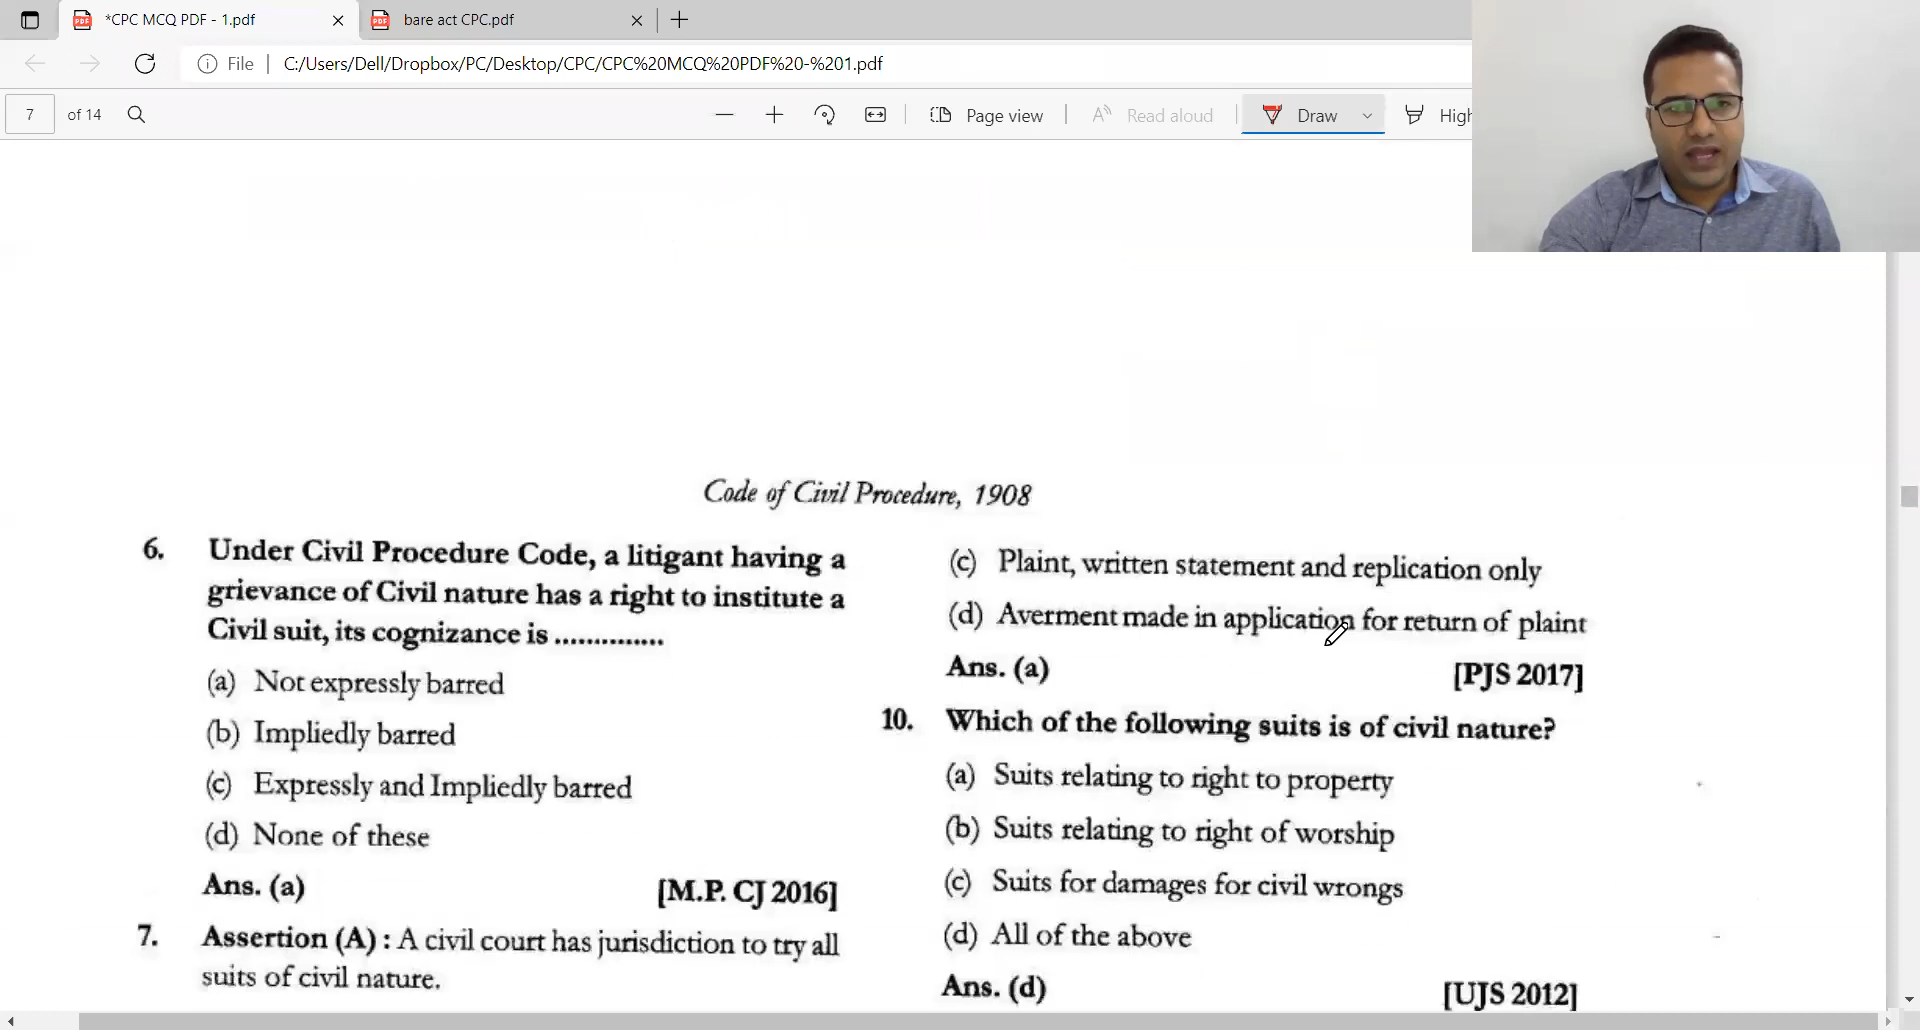 *CPC MCQ PDF - 1.pdf
bare act CPC.pdf
File
C:/Users/Dell/Dropbox/PC/Desktop/CPC/CPC%20MCQ%20PDF%20-%201.pdf
7 of 14
Page view
Read aloud
Draw
High
Code of Civil Procedure, 1908
6. Under Civil Procedure Code, a litigant having a
grievance of Civil nature has a right to institute a
Civil suit, its cognizance is ..............
(a) Not expressly barred
(b) Impliedly barred
(c) Expressly and Impliedly barred
(d) None of these
Ans. (a) [M.P. CJ 2016]
7. Assertion (A) : A civil court has jurisdiction to try all
suits of civil nature.
(c) Plaint, written statement and replication only
(d) Averment made in application for return of plaint
Ans. (a) [PJS 2017]
10. Which of the following suits is of civil nature?
(a) Suits relating to right to property
(b) Suits relating to right of worship
(c) Suits for damages for civil wrongs
(d) All of the above
Ans. (d) [UJS 2012]